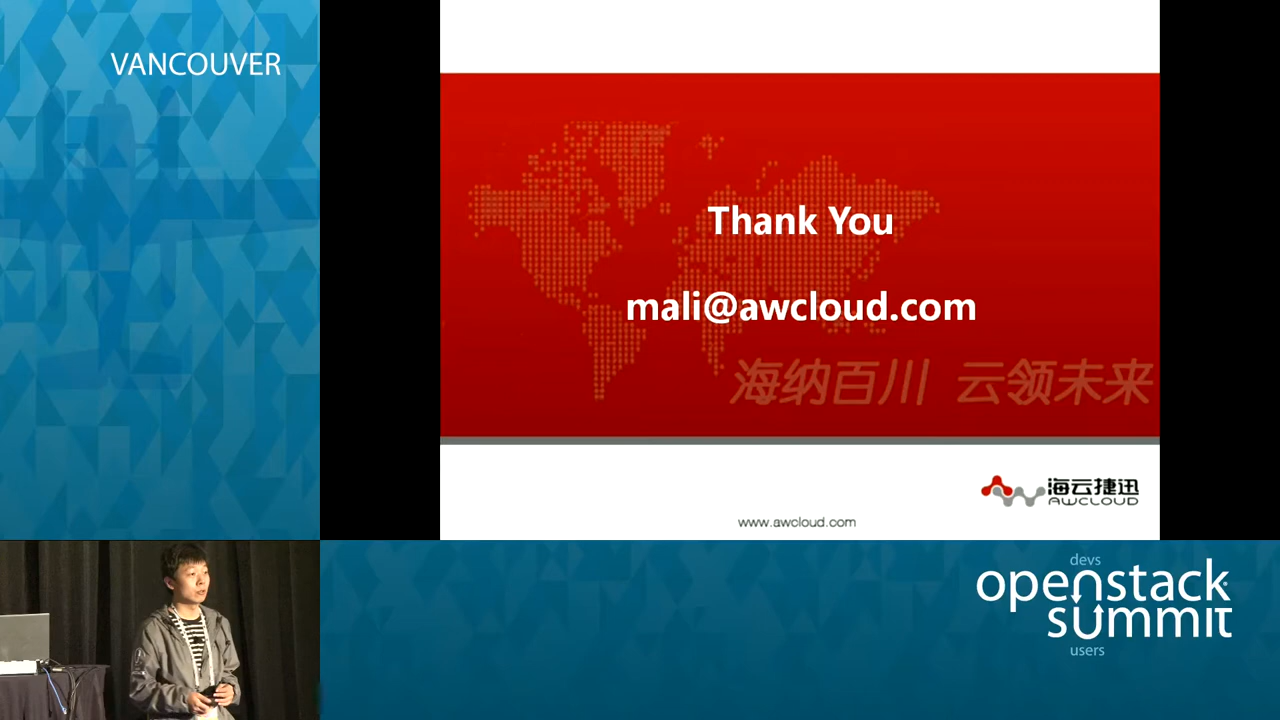 VANCOUVER
Thank You
mali@awcloud.com
海纳百川 云领未来
海云捷迅
AWCLOUD
www.awcloud.com
devs
openstack
summit
users